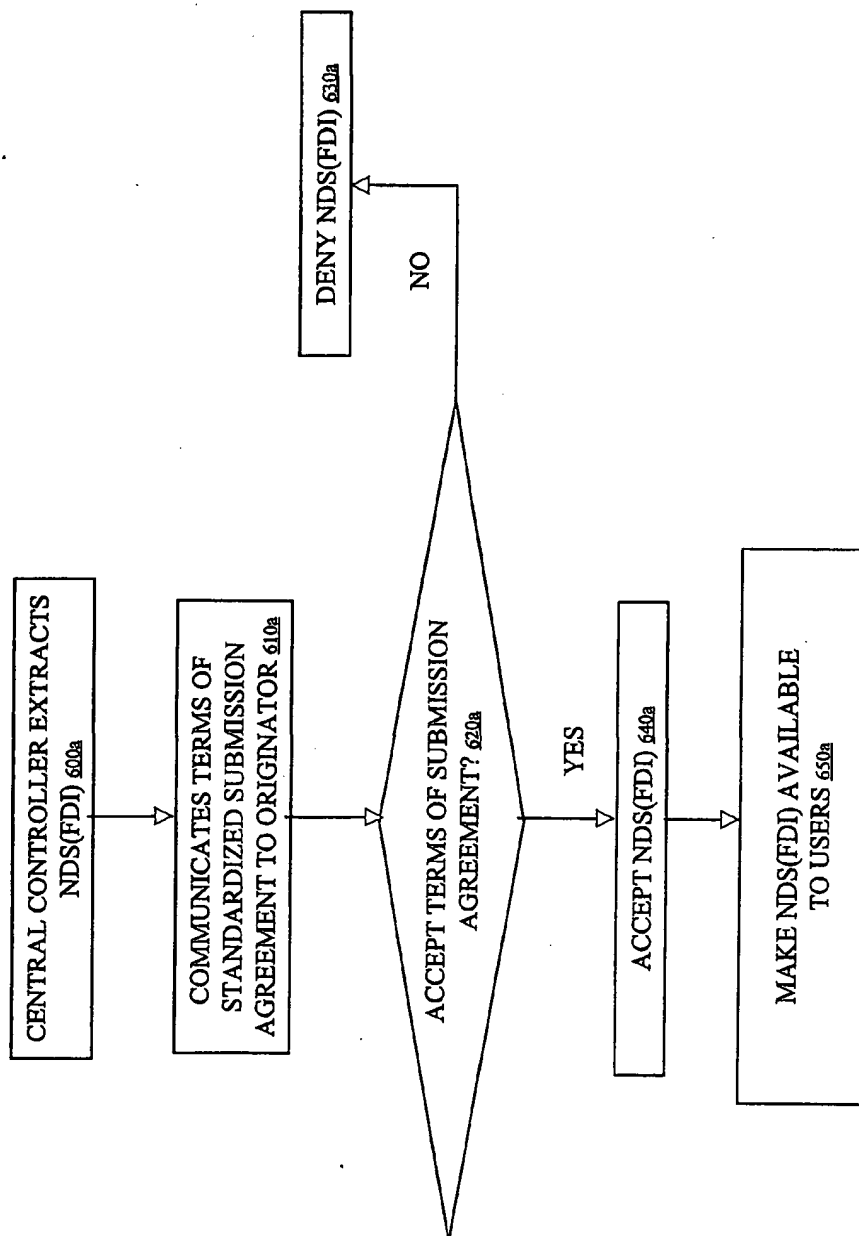 CENTRAL CONTROLLER EXTRACTS
NDS(FDI) 600a
COMMUNICATES TERMS OF
STANDARDIZED SUBMISSION
AGREEMENT TO ORIGINATOR 610a
ACCEPT TERMS OF SUBMISSION
AGREEMENT? 620a
NO
DENY NDS(FDI) 630a
YES
ACCEPT NDS(FDI) 640a
MAKE NDS(FDI) AVAILABLE
TO USERS 650a